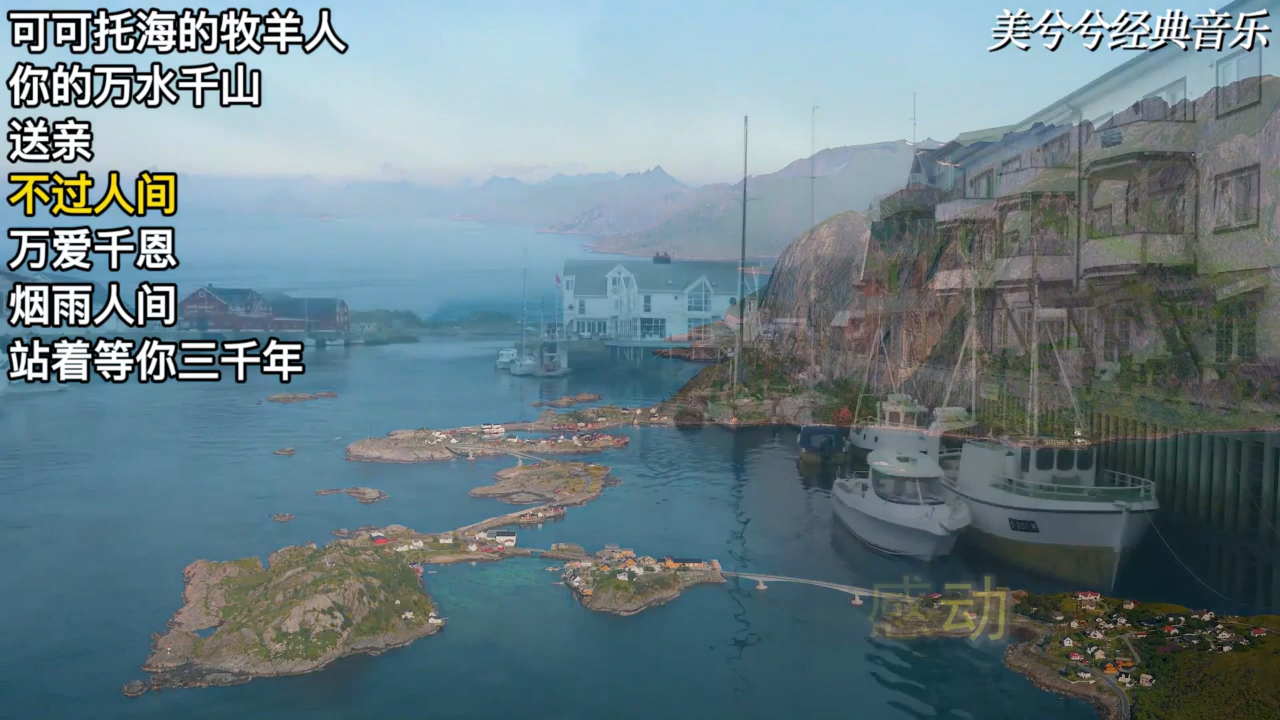 可可托海的牧羊人
美兮兮经典音乐
你的万水千山
送亲
不过人间
万爱千恩
烟雨人间
站着等你三千年
感动